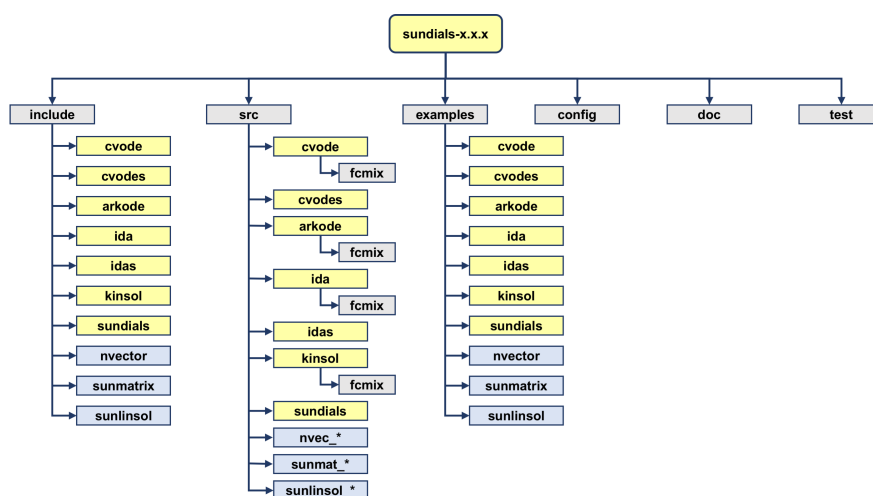 sundials-x.x.x
include
src
examples
config
doc
test
cvode
cvodes
arkode
ida
idas
kinsol
sundials
nvector
sunmatrix
sunlinsol
cvode
fcmix
cvodes
arkode
fcmix
ida
fcmix
idas
kinsol
fcmix
sundials
nvec_*
sunmat_*
sunlinsol_*
cvode
cvodes
arkode
ida
idas
kinsol
sundials
nvector
sunmatrix
sunlinsol